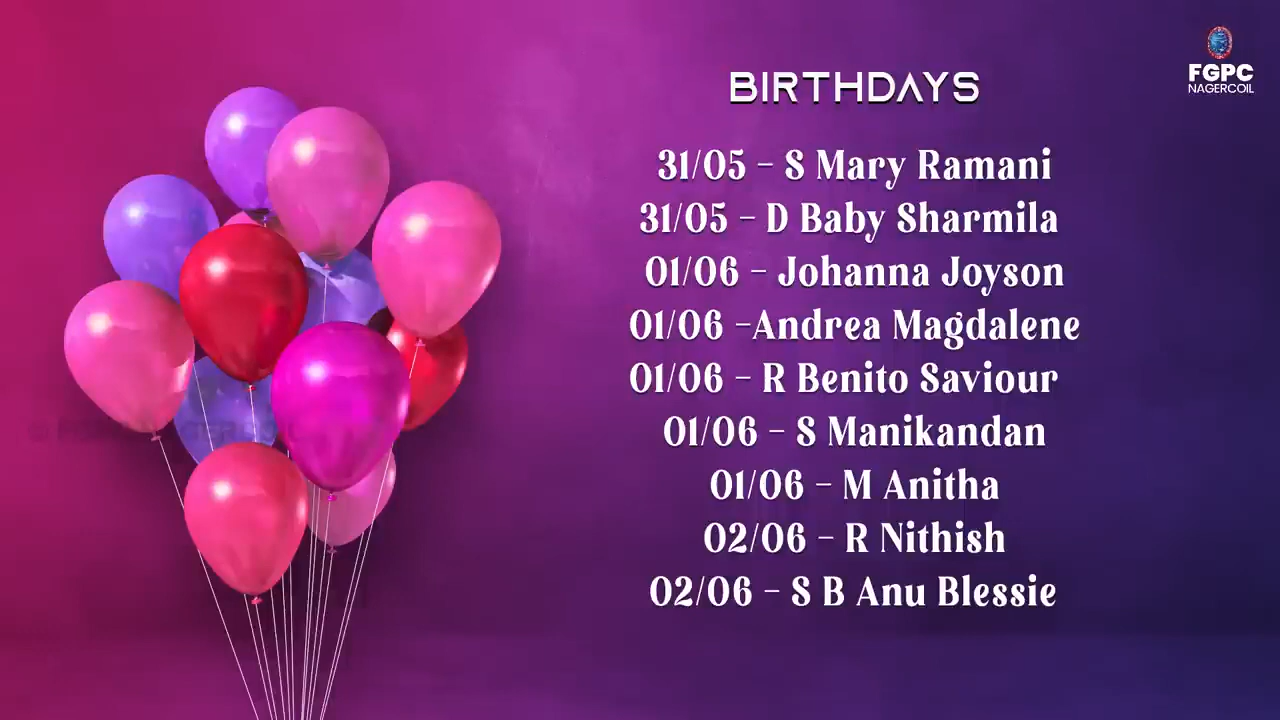 FGPC
NAGERCOIL
BIRTHDAYS
31/05 - S Mary Ramani
31/05 - D Baby Sharmila
01/06 - Johanna Joyson
01/06 -Andrea Magdalene
01/06 - R Benito Saviour
01/06 - S Manikandan
01/06 - M Anitha
02/06 - R Nithish
02/06 - S B Anu Blessie